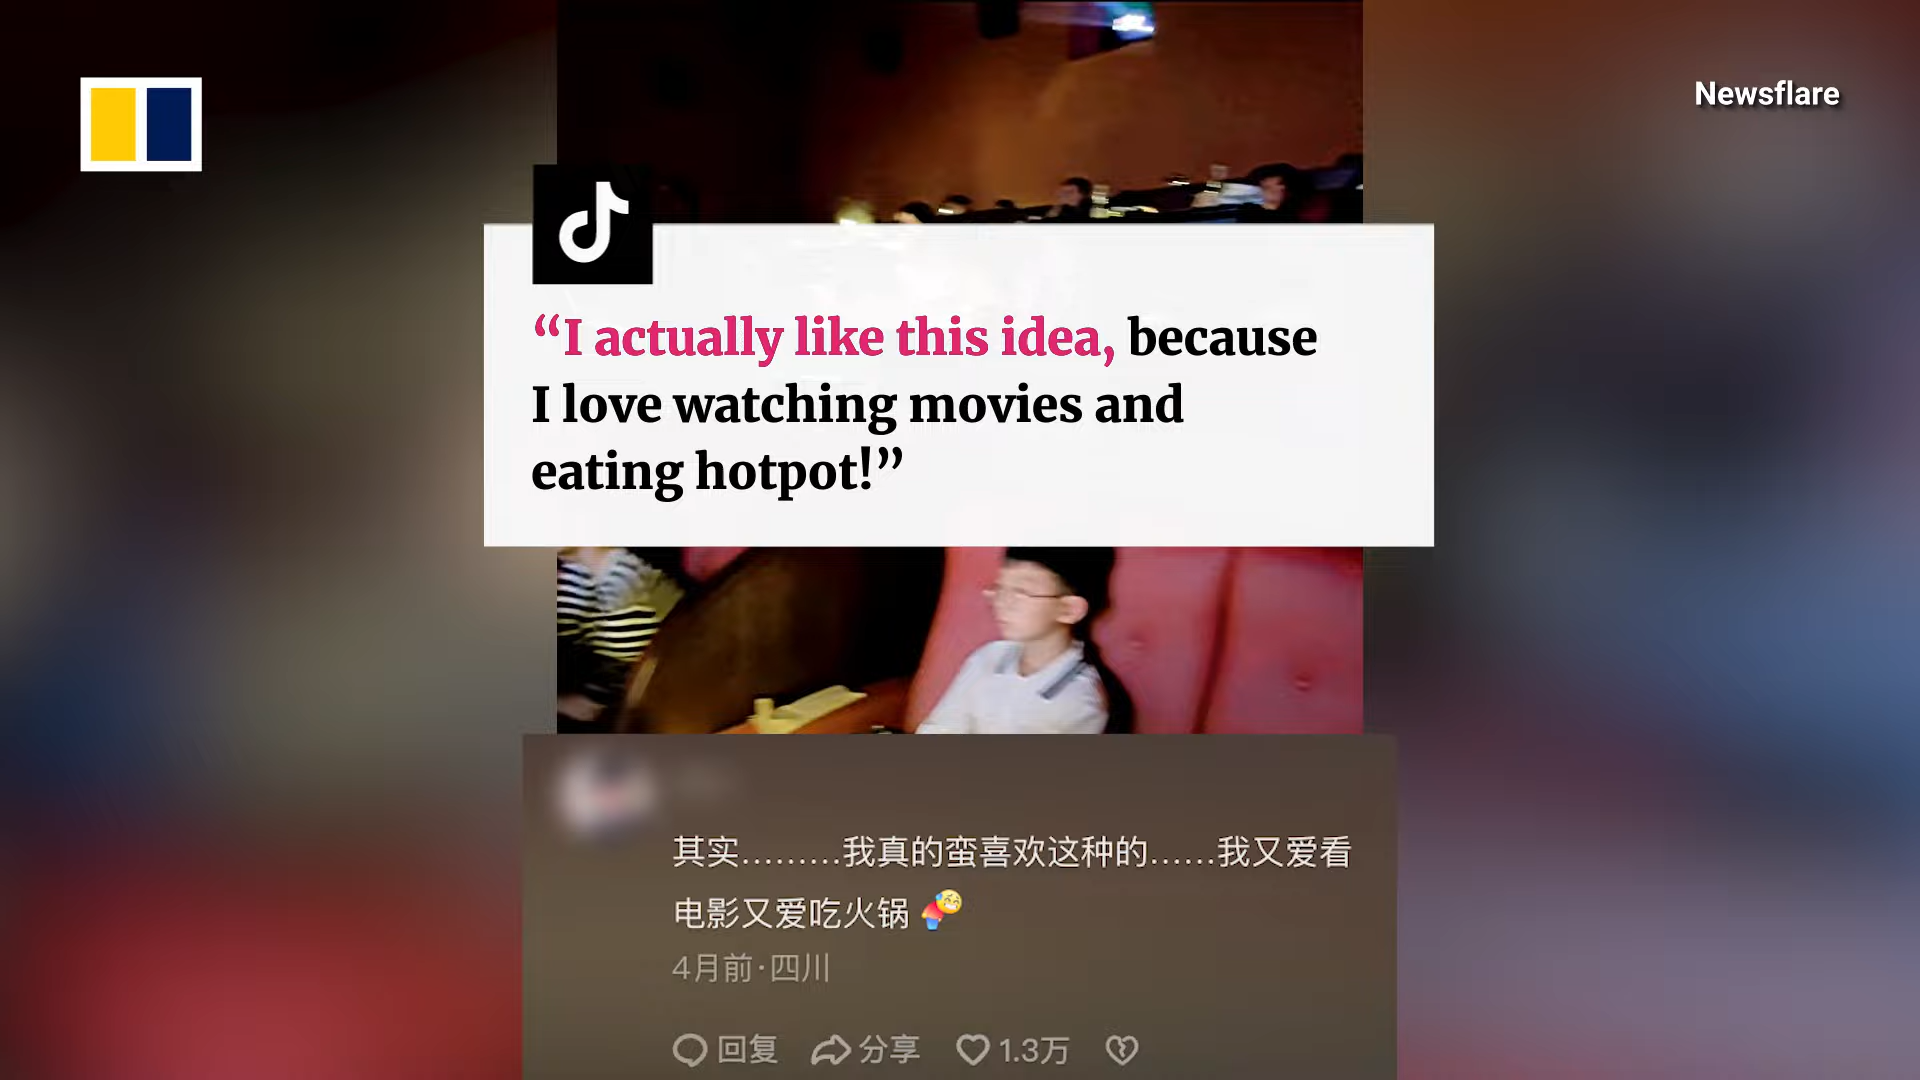 Newsflare
“I actually like this idea, because
I love watching movies and
eating hotpot!”
其实………我真的蛮喜欢这种的……我又爱看
电影又爱吃火锅
4月前·四川
回复 分享 1.3万